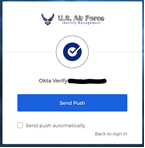 U.S. Air Force
Identity Management
Okta Verify
Send Push
Send push automatically
Back to sign in